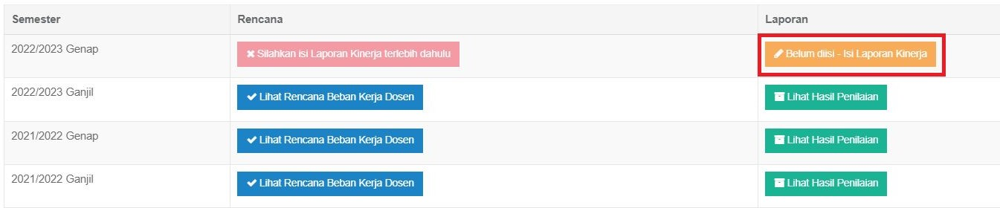 Semester Rencana Laporan
2022/2023 Genap Silahkan isi Laporan Kinerja terlebih dahulu Belum diisi - Isi Laporan Kinerja
2022/2023 Ganjil Lihat Rencana Beban Kerja Dosen Lihat Hasil Penilaian
2021/2022 Genap Lihat Rencana Beban Kerja Dosen Lihat Hasil Penilaian
2021/2022 Ganjil Lihat Rencana Beban Kerja Dosen Lihat Hasil Penilaian